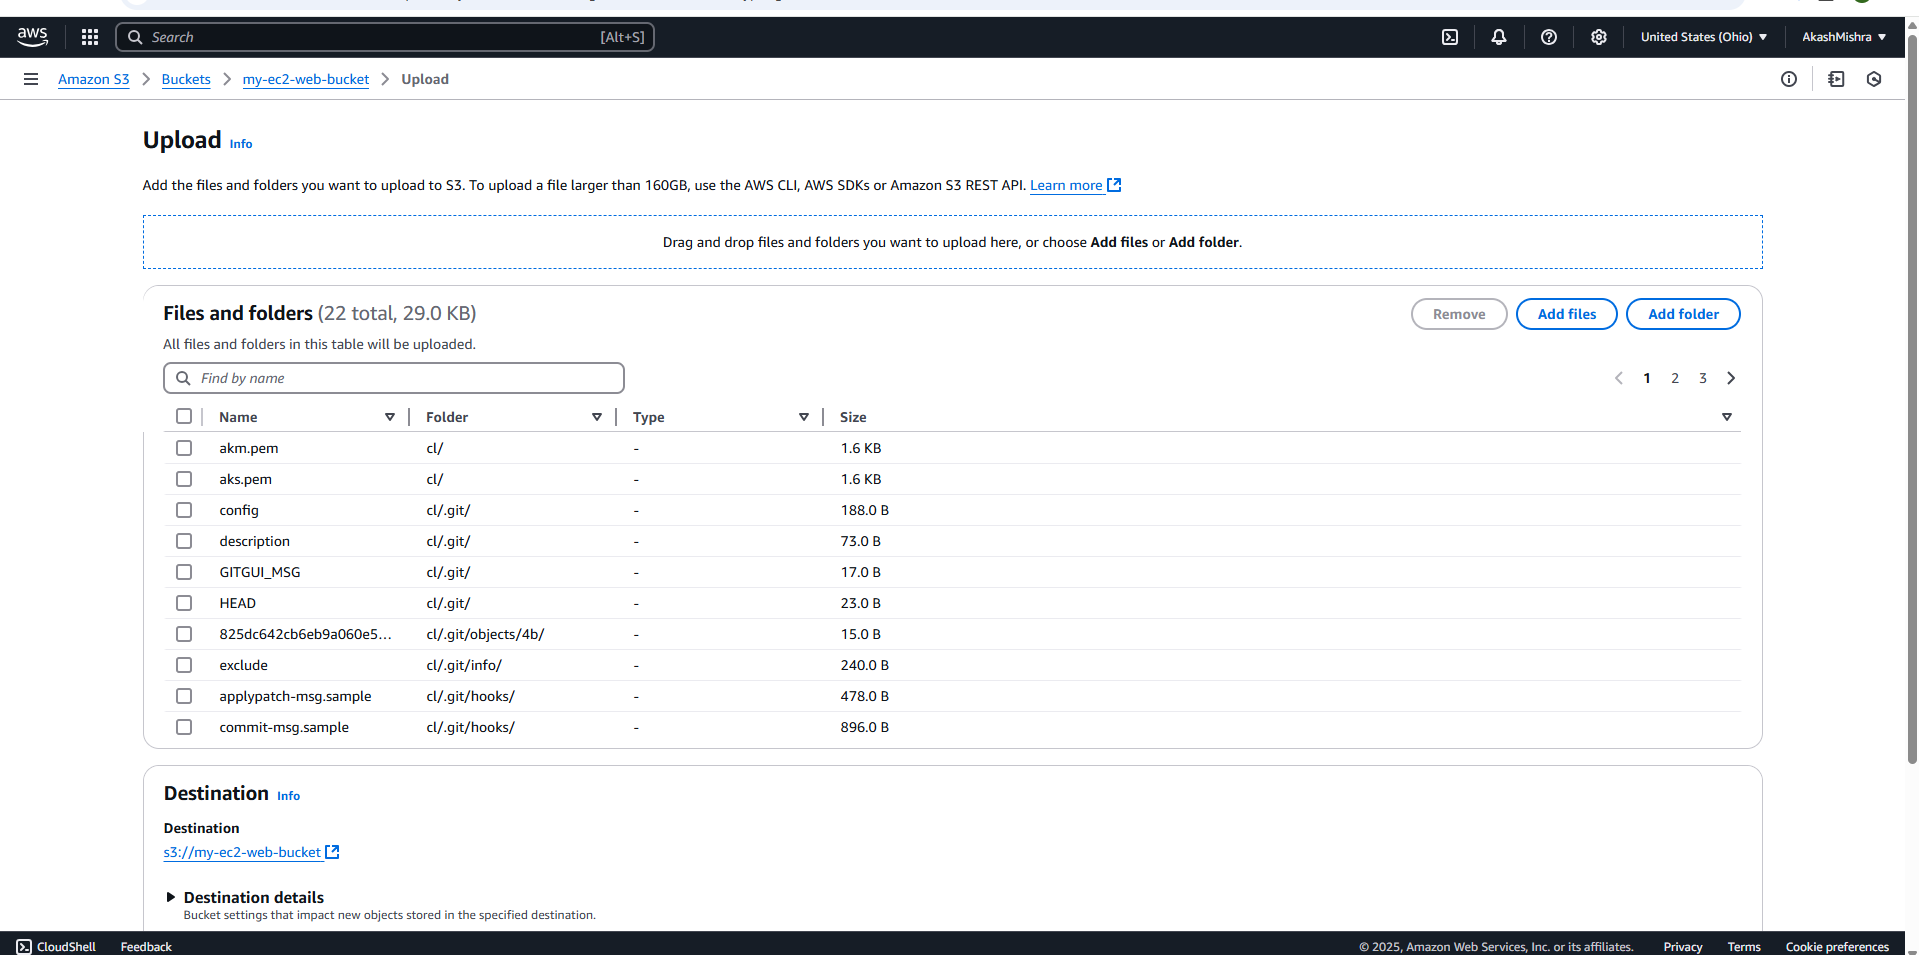 aws
Search [Alt+S]
United States (Ohio)
AkashMishra
Amazon S3 > Buckets > my-ec2-web-bucket > Upload
Upload Info
Add the files and folders you want to upload to S3. To upload a file larger than 160GB, use the AWS CLI, AWS SDKs or Amazon S3 REST API. Learn more
Drag and drop files and folders you want to upload here, or choose Add files or Add folder.
Files and folders (22 total, 29.0 KB)
Remove
Add files
Add folder
All files and folders in this table will be uploaded.
Find by name
1 2 3
Name Folder Type Size
akm.pem cl/ - 1.6 KB
aks.pem cl/ - 1.6 KB
config cl/.git/ - 188.0 B
description cl/.git/ - 73.0 B
GITGUI_MSG cl/.git/ - 17.0 B
HEAD cl/.git/ - 23.0 B
825dc642cb6eb9a060e5... cl/.git/objects/4b/ - 15.0 B
exclude cl/.git/info/ - 240.0 B
applypatch-msg.sample cl/.git/hooks/ - 478.0 B
commit-msg.sample cl/.git/hooks/ - 896.0 B
Destination Info
Destination
s3://my-ec2-web-bucket
Destination details
Bucket settings that impact new objects stored in the specified destination.
CloudShell Feedback © 2025, Amazon Web Services, Inc. or its affiliates. Privacy Terms Cookie preferences